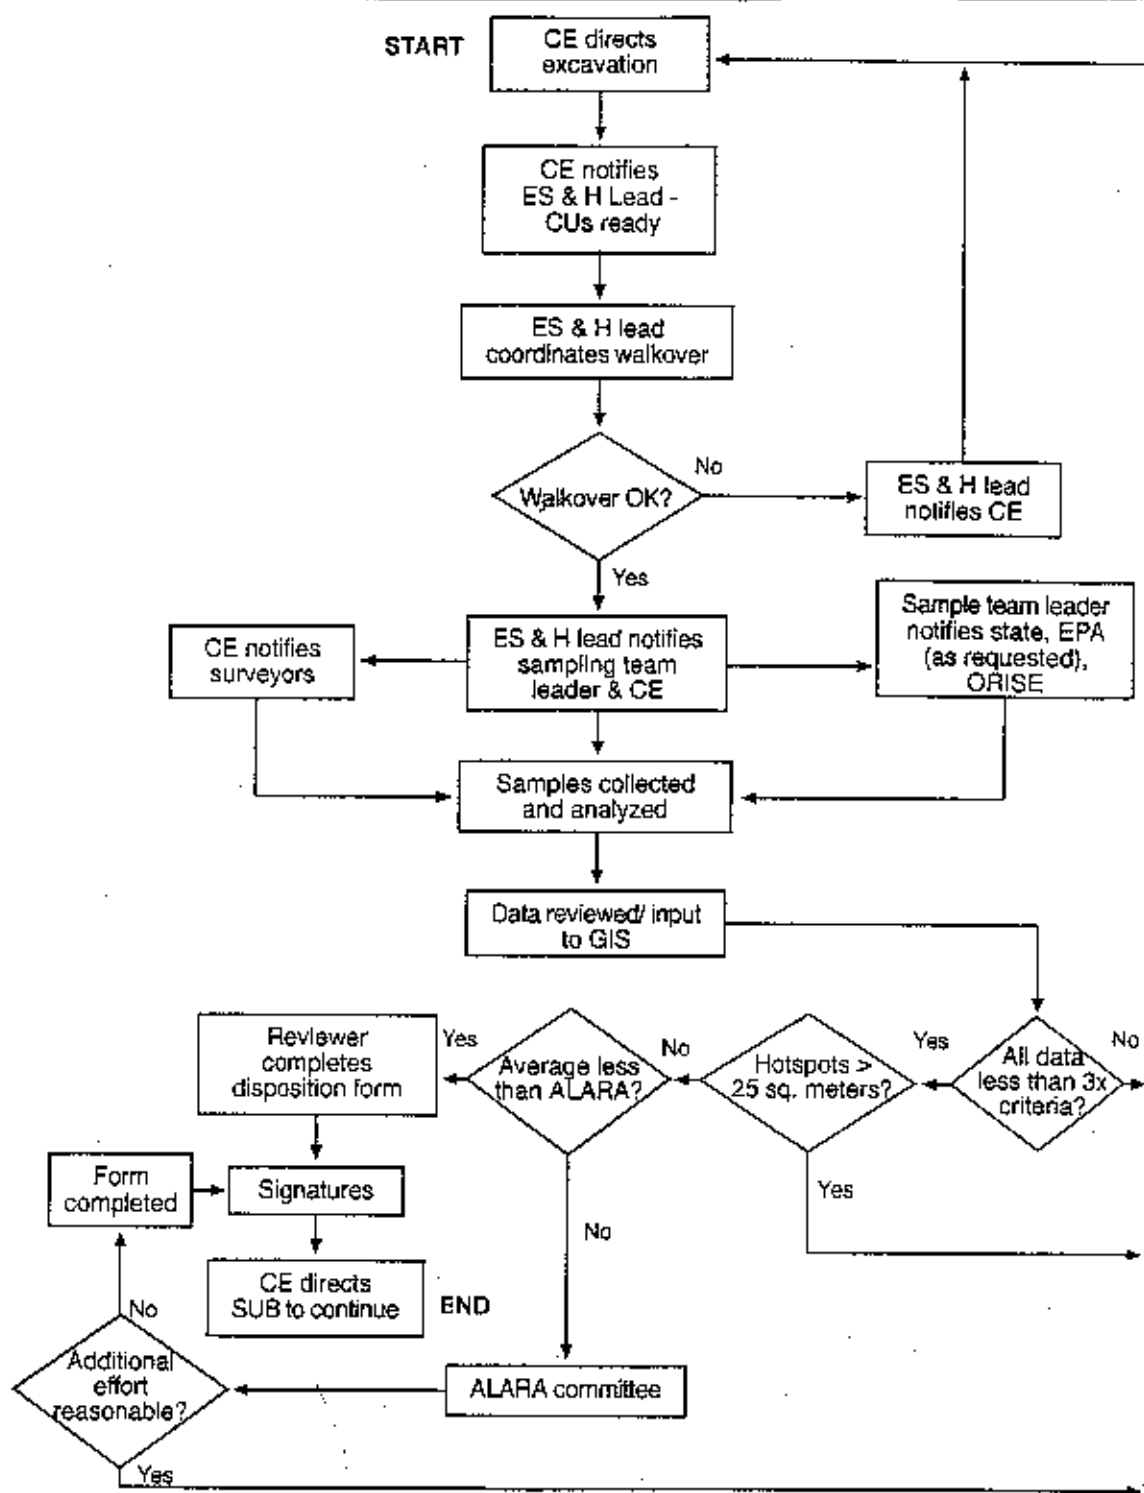 START
CE directs
excavation
CE notifies
ES & H Lead -
CUs ready
ES & H lead
coordinates walkover
Walkover OK?
No
ES & H lead
notifies CE
Yes
CE notifies
surveyors
ES & H lead notifies
sampling team
leader & CE
Sample team leader
notifies state, EPA
(as requested),
ORISE
Samples collected
and analyzed
Data reviewed/ input
to GIS
All data
less than 3x
criteria?
No
Yes
Hotspots >
25 sq. meters?
Yes
No
Average less
than ALARA?
Yes
Reviewer
completes
disposition form
No
Form
completed
Signatures
CE directs
SUB to continue
END
No
Additional
effort
reasonable?
ALARA committee
Yes